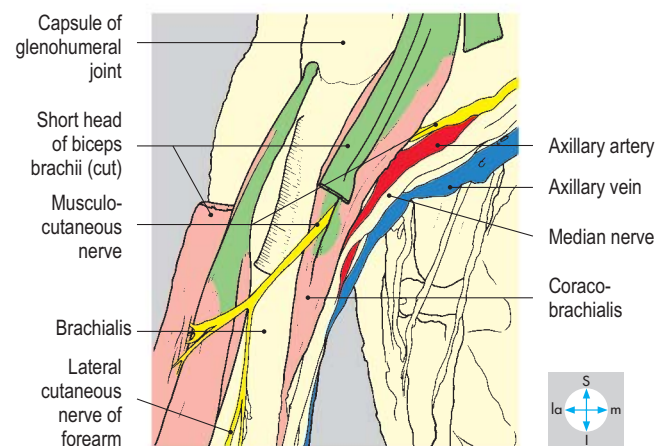 Capsule of
glenohumeral
joint
Short head
of biceps
brachii (cut)
Musculo-
cutaneous
nerve
Brachialis
Lateral
cutaneous
nerve of
forearm
Axillary artery
Axillary vein
Median nerve
Coraco-
brachialis
S
la m
I